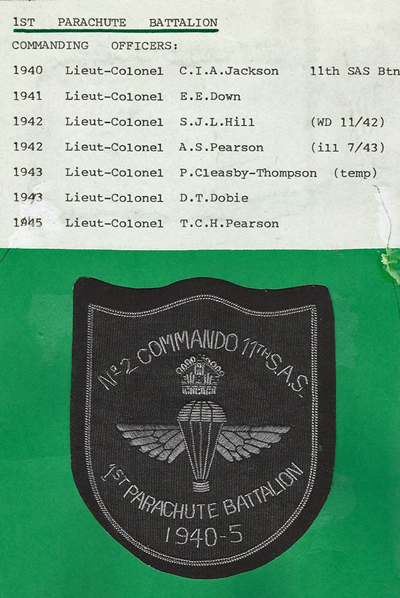 1ST PARACHUTE BATTALION
COMMANDING OFFICERS:
1940 Lieut-Colonel C.I.A.Jackson 11th SAS Btn
1941 Lieut-Colonel E.E.Down
1942 Lieut-Colonel S.J.L.Hill (WD 11/42)
1942 Lieut-Colonel A.S.Pearson (ill 7/43)
1943 Lieut-Colonel P.Cleasby-Thompson (temp)
1943 Lieut-Colonel D.T.Dobie
1945 Lieut-Colonel T.C.H.Pearson
Nº 2 COMMANDO 11TH S.A.S.
1ST PARACHUTE BATTALION
1940-5